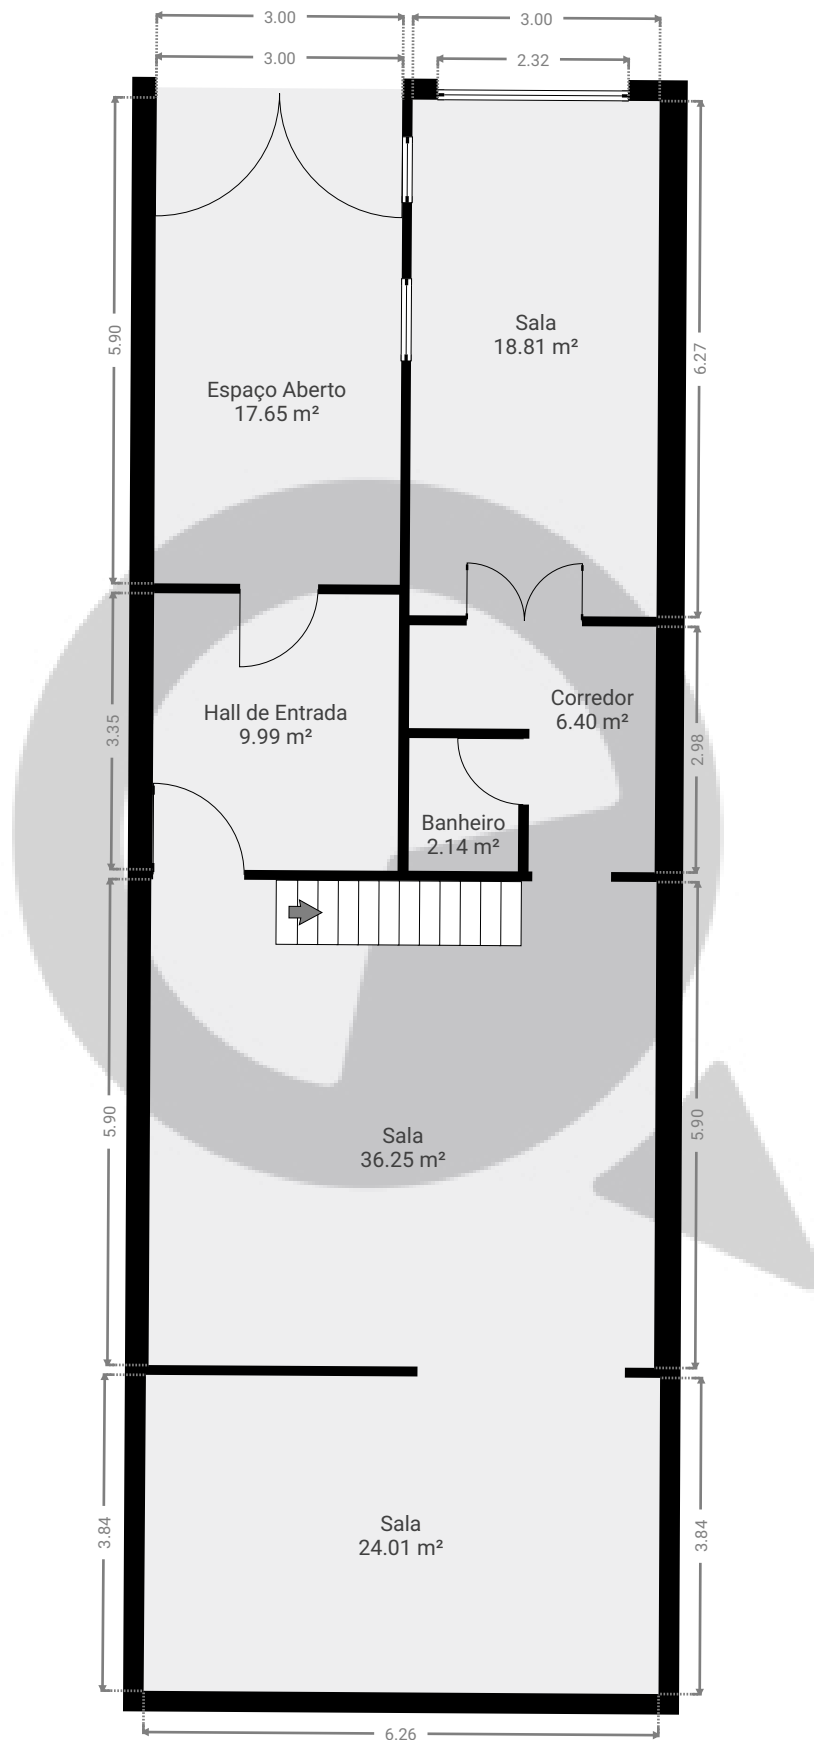 3.00
3.00
3.00
2.32
5.90
6.27
Sala
18.81 m²
Espaço Aberto
17.65 m²
Hall de Entrada
9.99 m²
Corredor
6.40 m²
3.35
2.98
Banheiro
2.14 m²
5.90
5.90
Sala
36.25 m²
Sala
24.01 m²
3.84
3.84
6.26